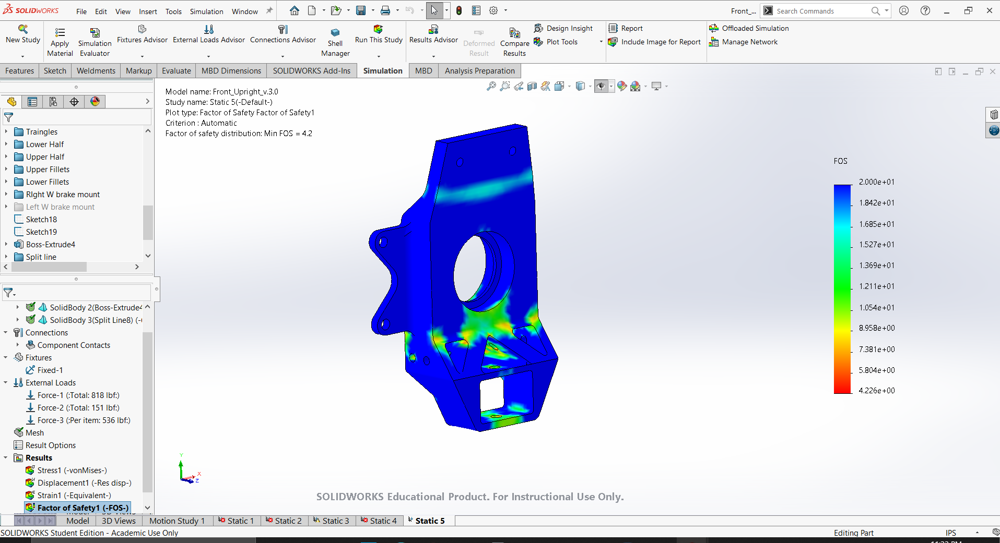 SOLIDWORKS File Edit View Insert Tools Simulation Window Front_... Search Commands
New Study
Apply Material
Simulation Evaluator
Fixtures Advisor
External Loads Advisor
Connections Advisor
Shell Manager
Run This Study
Results Advisor
Deformed Result
Compare Results
Design Insight
Plot Tools
Report
Include Image for Report
Offloaded Simulation
Manage Network
Features Sketch Weldments Markup Evaluate MBD Dimensions SOLIDWORKS Add-Ins Simulation MBD Analysis Preparation
Traingles
Lower Half
Upper Half
Upper Fillets
Lower Fillets
RIght W brake mount
Left W brake mount
Sketch18
Sketch19
Boss-Extrude4
Split line
SolidBody 2(Boss-Extrude4
SolidBody 3(Split Line8) (-
Connections
Component Contacts
Fixtures
Fixed-1
External Loads
Force-1 (:Total: 818 lbf:)
Force-2 (:Total: 151 lbf:)
Force-3 (:Per item: 536 lbf:)
Mesh
Result Options
Results
Stress1 (-vonMises-)
Displacement1 (-Res disp-)
Strain1 (-Equivalent-)
Factor of Safety1 (-FOS-)
Model name: Front_Upright_v.3.0
Study name: Static 5(-Default-)
Plot type: Factor of Safety Factor of Safety1
Criterion : Automatic
Factor of safety distribution: Min FOS = 4.2
FOS
2.000e+01
1.842e+01
1.685e+01
1.527e+01
1.369e+01
1.211e+01
1.054e+01
8.958e+00
7.381e+00
5.804e+00
4.226e+00
Y
X
Z
SOLIDWORKS Educational Product. For Instructional Use Only.
Model 3D Views Motion Study 1 Static 1 Static 2 Static 3 Static 4 Static 5
SOLIDWORKS Student Edition - Academic Use Only Editing Part IPS